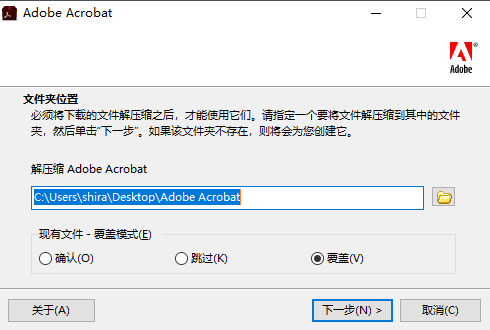 Adobe Acrobat
Adobe
文件夹位置
必须将下载的文件解压缩之后，才能使用它们。请指定一个要将文件解压缩到其中的文件
夹，然后单击"下一步"。如果该文件夹不存在，则将会为您创建它。
解压缩 Adobe Acrobat
C:\Users\shira\Desktop\Adobe Acrobat
现有文件 - 覆盖模式(E)
确认(O) 跳过(K) 覆盖(V)
关于(A) 下一步(N) > 取消(C)